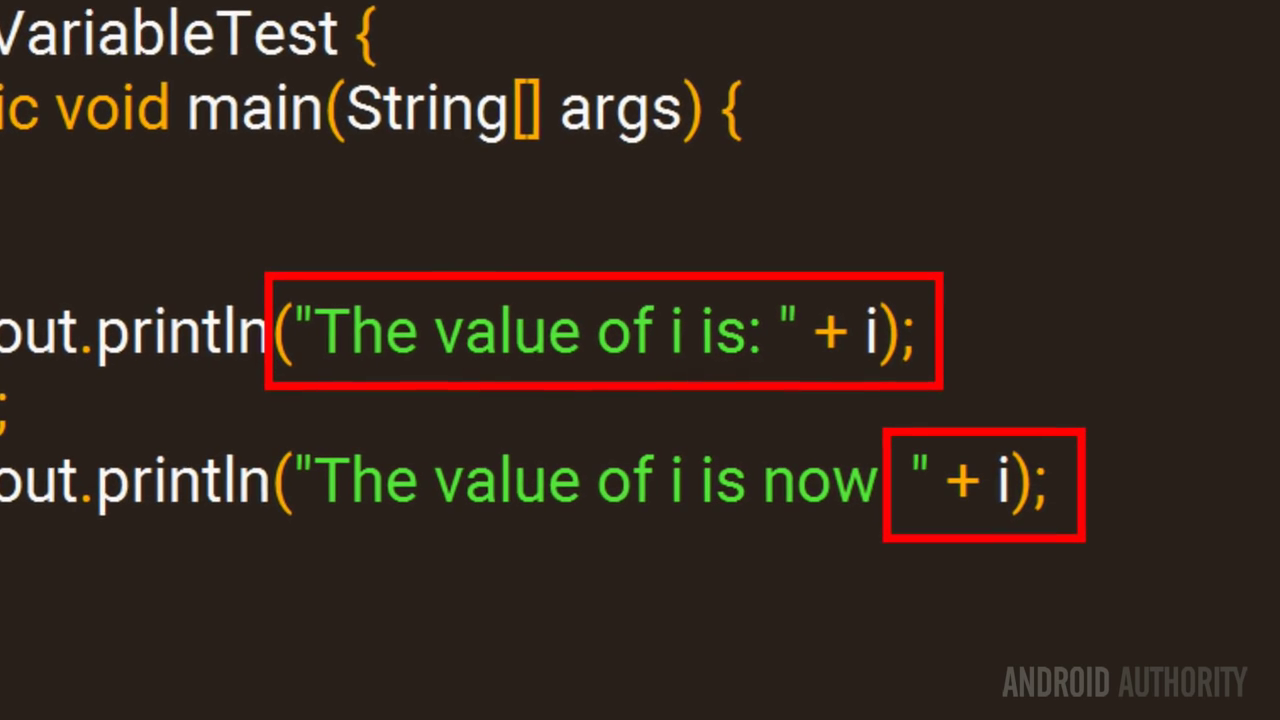 VariableTest {
ic void main(String[] args) {
out.println("The value of i is: " + i);
;
out.println("The value of i is now " + i);
ANDROID AUTHORITY